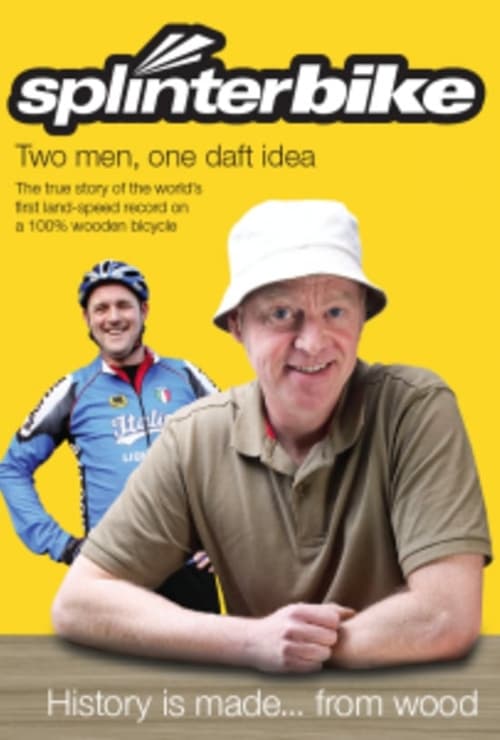 splinterbike
Two men, one daft idea
The true story of the world's
first land-speed record on
a 100% wooden bicycle
Italia
History is made... from wood